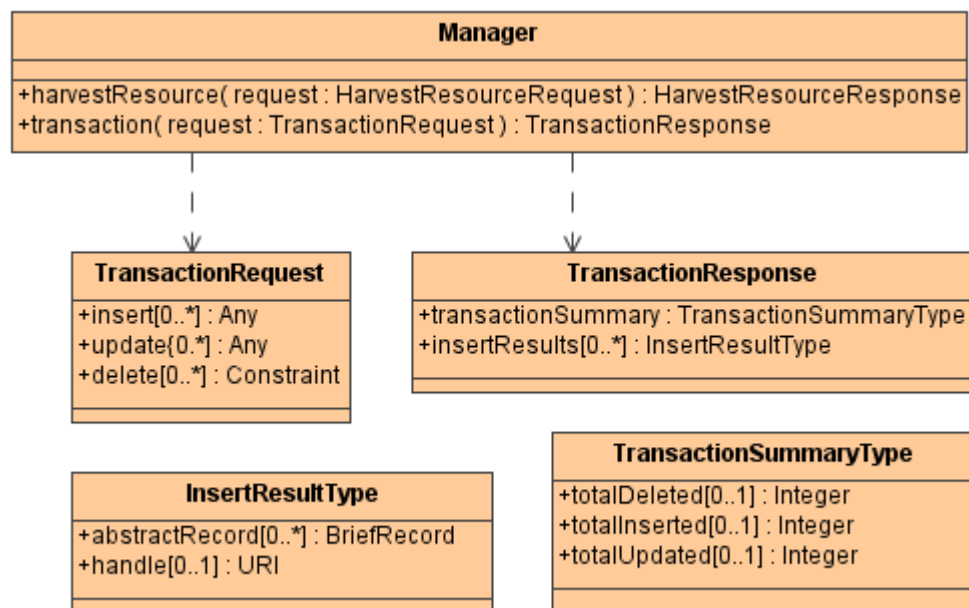 Manager
+harvestResource( request : HarvestResourceRequest ) : HarvestResourceResponse
+transaction( request : TransactionRequest ) : TransactionResponse
TransactionRequest
+insert[0..*] : Any
+update{0.*] : Any
+delete[0..*] : Constraint
TransactionResponse
+transactionSummary : TransactionSummaryType
+insertResults[0..*] : InsertResultType
InsertResultType
+abstractRecord[0..*] : BriefRecord
+handle[0..1] : URI
TransactionSummaryType
+totalDeleted[0..1] : Integer
+totalInserted[0..1] : Integer
+totalUpdated[0..1] : Integer